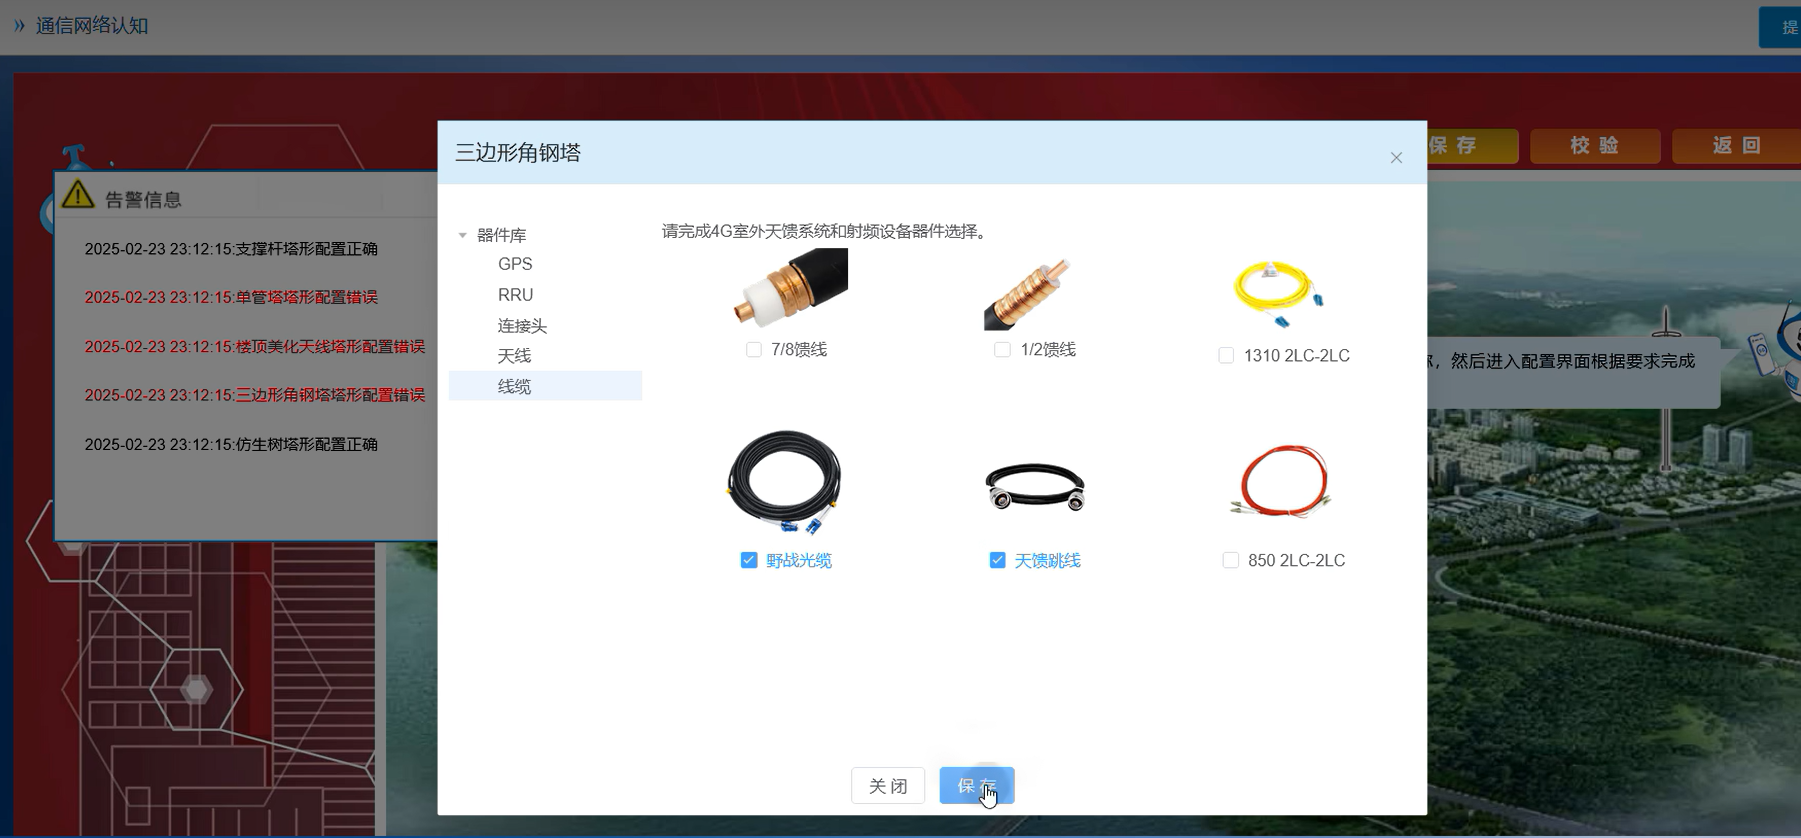 » 通信网络认知
提
保 存
校 验
返 回
告警信息
2025-02-23 23:12:15:支撑杆塔形配置正确
2025-02-23 23:12:15:单管塔塔形配置错误
2025-02-23 23:12:15:楼顶美化天线塔形配置错误
2025-02-23 23:12:15:三边形角钢塔塔形配置错误
2025-02-23 23:12:15:仿生树塔形配置正确
三边形角钢塔
器件库
GPS
RRU
连接头
天线
线缆
请完成4G室外天馈系统和射频设备器件选择。
7/8馈线
1/2馈线
1310 2LC-2LC
野战光缆
天馈跳线
850 2LC-2LC
，然后进入配置界面根据要求完成
关 闭
保 存